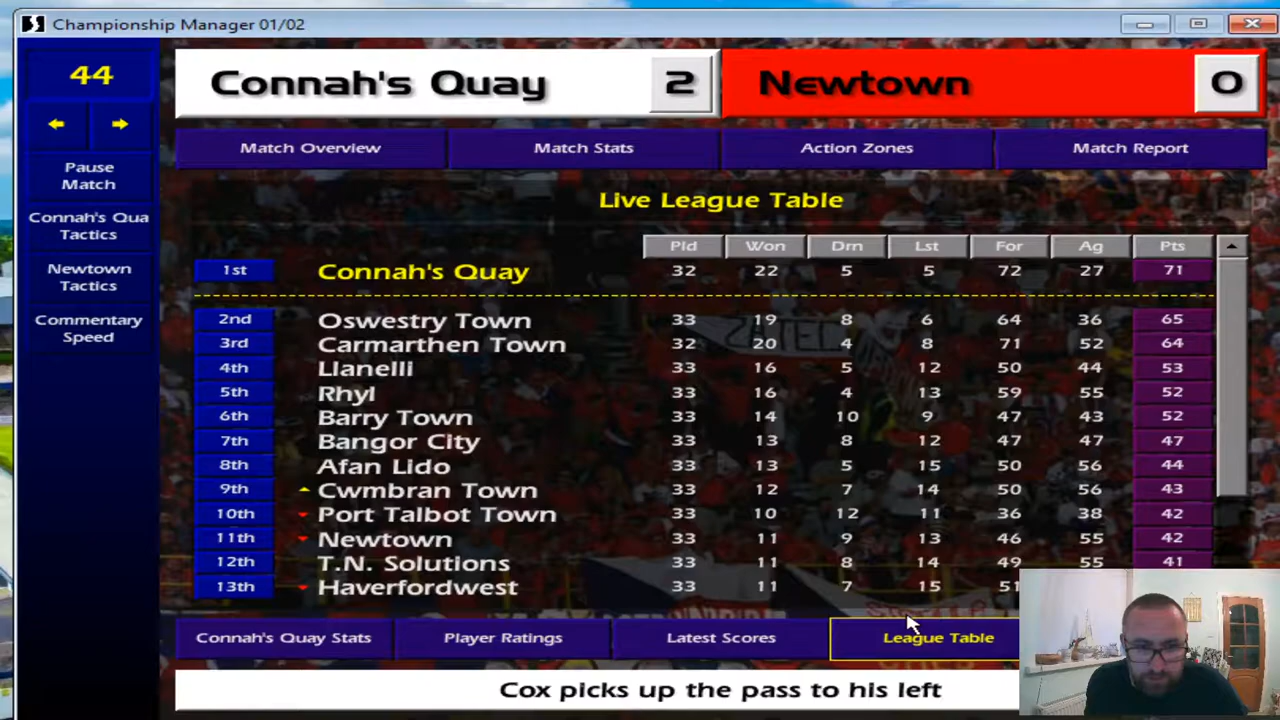 Championship Manager 01/02
44
Connah's Quay 2 Newtown 0
Match Overview Match Stats Action Zones Match Report
Pause
Match
Connah's Qua
Tactics
Newtown
Tactics
Commentary
Speed
Live League Table
Pld Won Drn Lst For Ag Pts
1st Connah's Quay 32 22 5 5 72 27 71
2nd Oswestry Town 33 19 8 6 64 36 65
3rd Carmarthen Town 32 20 4 8 71 52 64
4th Llanelli 33 16 5 12 50 44 53
5th Rhyl 33 16 4 13 59 55 52
6th Barry Town 33 14 10 9 47 43 52
7th Bangor City 33 13 8 12 47 47 47
8th Afan Lido 33 13 5 15 50 56 44
9th Cwmbran Town 33 12 7 14 50 56 43
10th Port Talbot Town 33 10 12 11 36 38 42
11th Newtown 33 11 9 13 46 55 42
12th T.N. Solutions 33 11 8 14 49 55 41
13th Haverfordwest 33 11 7 15 51
Connah's Quay Stats Player Ratings Latest Scores League Table
Cox picks up the pass to his left